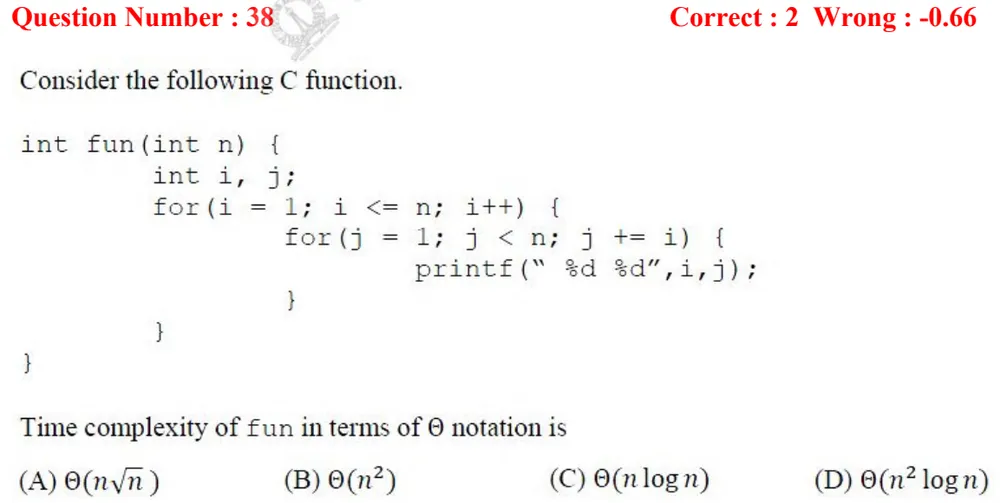 Question Number : 38 Correct : 2 Wrong : -0.66
Consider the following C function.
int fun(int n) {
int i, j;
for(i = 1; i <= n; i++) {
for(j = 1; j < n; j += i) {
printf(“ %d %d”,i,j);
}
}
}
Time complexity of fun in terms of Θ notation is
(A) Θ(n√n ) (B) Θ(n²) (C) Θ(n log n) (D) Θ(n² log n)